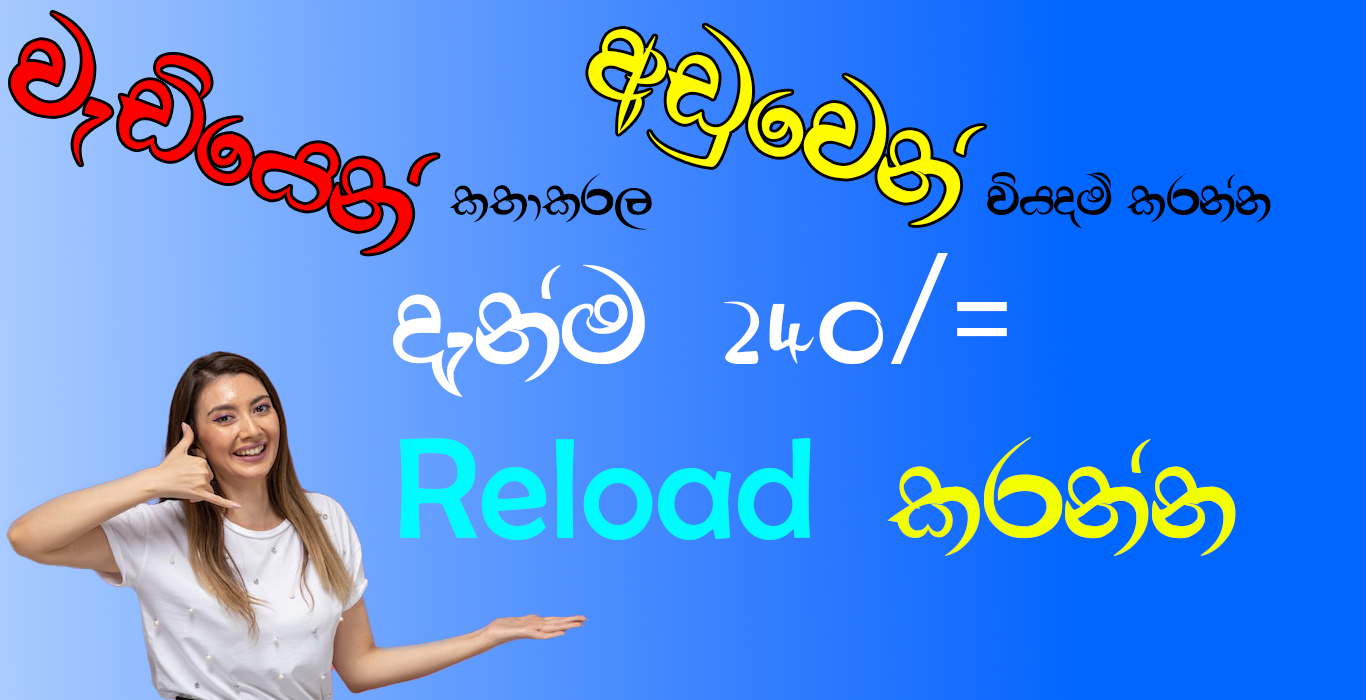 වැඩියෙන් කතාකරල අඩුවෙන් වියදම් කරන්න
දැන්ම 240/=
Reload කරන්න